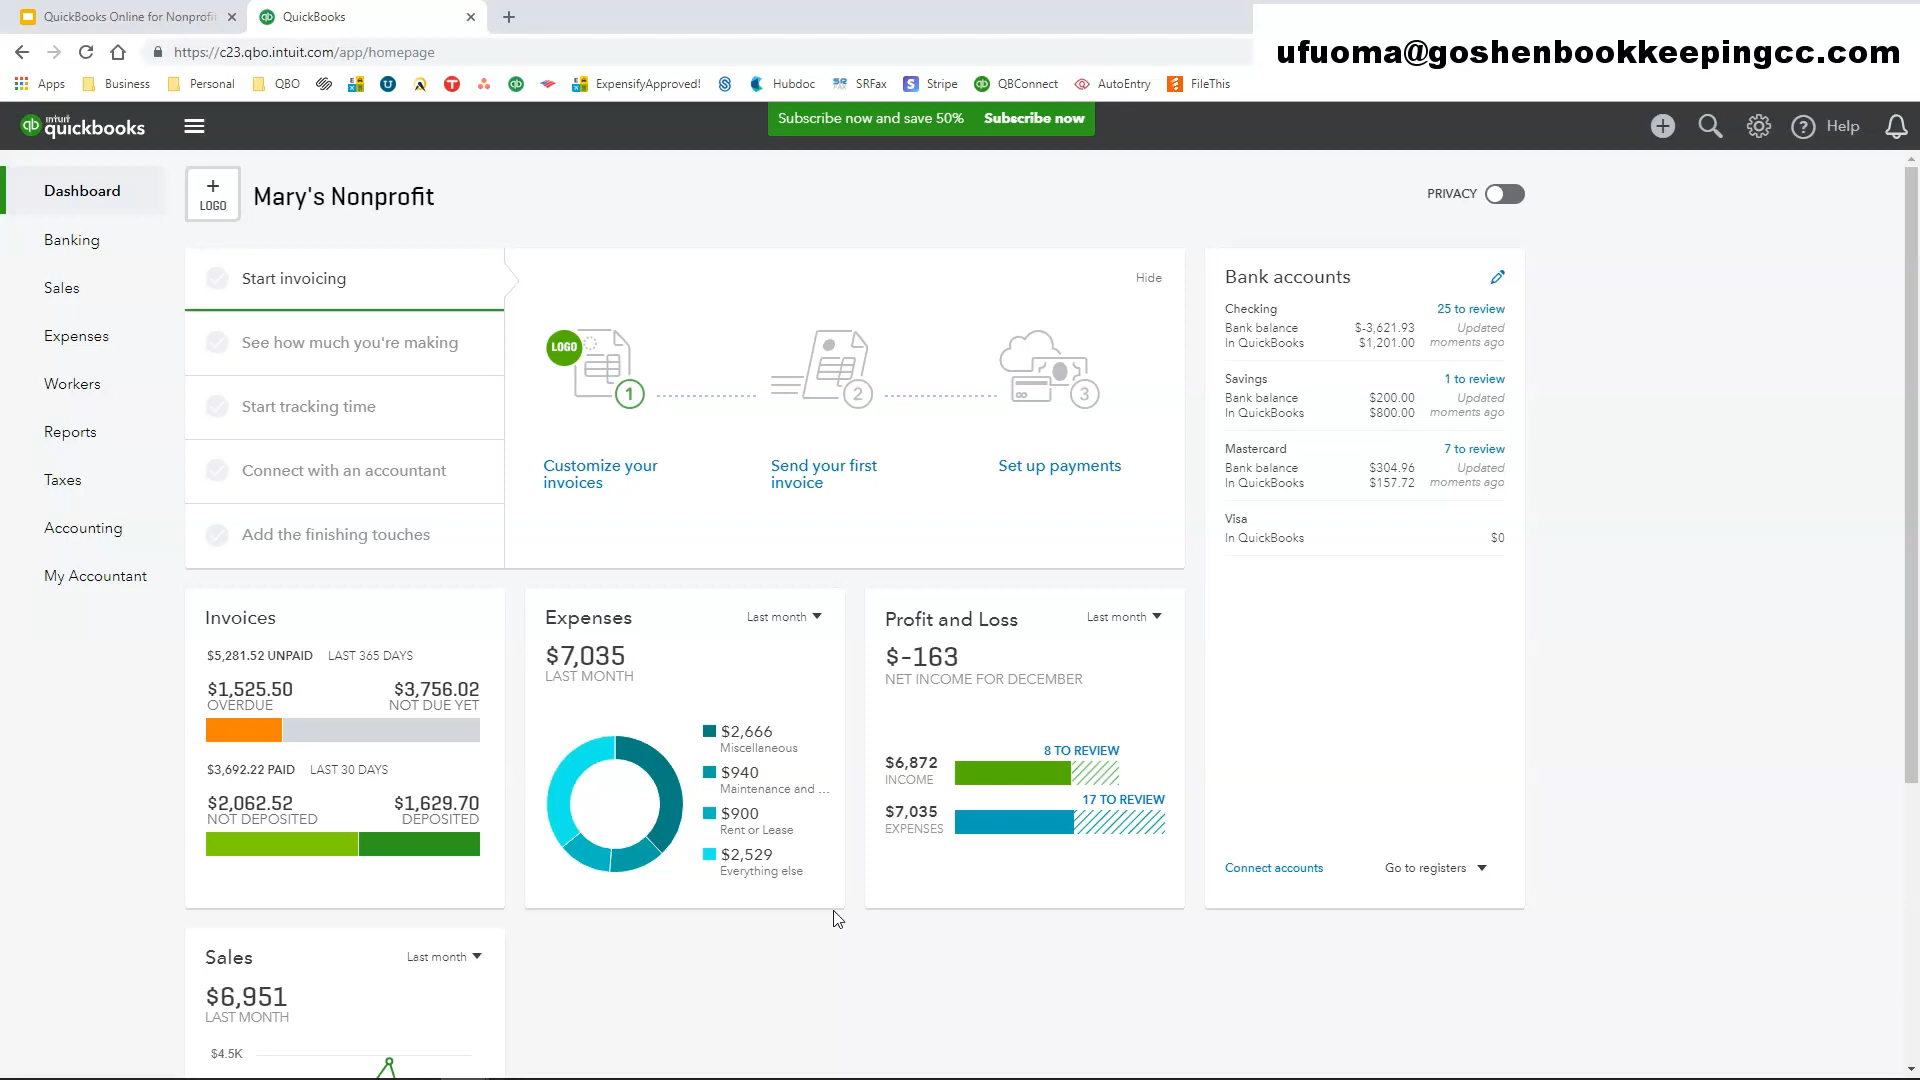 QuickBooks Online for Nonprofit
QuickBooks
https://c23.qbo.intuit.com/app/homepage
ufuoma@goshenbookkeepingcc.com
Apps Business Personal QBO ExpensifyApproved! Hubdoc SRFax Stripe QBConnect AutoEntry FileThis
qb intuit quickbooks
Subscribe now and save 50% Subscribe now
Help
Dashboard
Banking
Sales
Expenses
Workers
Reports
Taxes
Accounting
My Accountant
+
LOGO
Mary's Nonprofit
PRIVACY
Start invoicing
See how much you're making
Start tracking time
Connect with an accountant
Add the finishing touches
Hide
LOGO
1
2
3
Customize your
invoices
Send your first
invoice
Set up payments
Bank accounts
Checking 25 to review
Bank balance $-3,621.93 Updated
In QuickBooks $1,201.00 moments ago
Savings 1 to review
Bank balance $200.00 Updated
In QuickBooks $800.00 moments ago
Mastercard 7 to review
Bank balance $304.96 Updated
In QuickBooks $157.72 moments ago
Visa
In QuickBooks $0
Connect accounts Go to registers
Invoices
$5,281.52 UNPAID LAST 365 DAYS
$1,525.50 $3,756.02
OVERDUE NOT DUE YET
$3,692.22 PAID LAST 30 DAYS
$2,062.52 $1,629.70
NOT DEPOSITED DEPOSITED
Expenses Last month
$7,035
LAST MONTH
$2,666
Miscellaneous
$940
Maintenance and ...
$900
Rent or Lease
$2,529
Everything else
Profit and Loss Last month
$-163
NET INCOME FOR DECEMBER
8 TO REVIEW
$6,872
INCOME
17 TO REVIEW
$7,035
EXPENSES
Sales Last month
$6,951
LAST MONTH
$4.5K